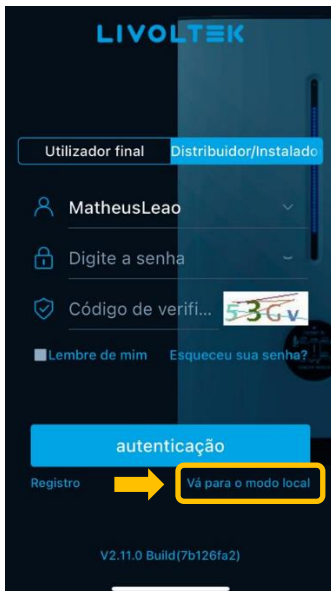 LIVOLTEK
Utilizador final Distribuidor/Instalado
MatheusLeao
Digite a senha
Código de verifi... 53Gv
Lembre de mim Esqueceu sua senha?
autenticação
Registro Vá para o modo local
V2.11.0 Build(7b126fa2)